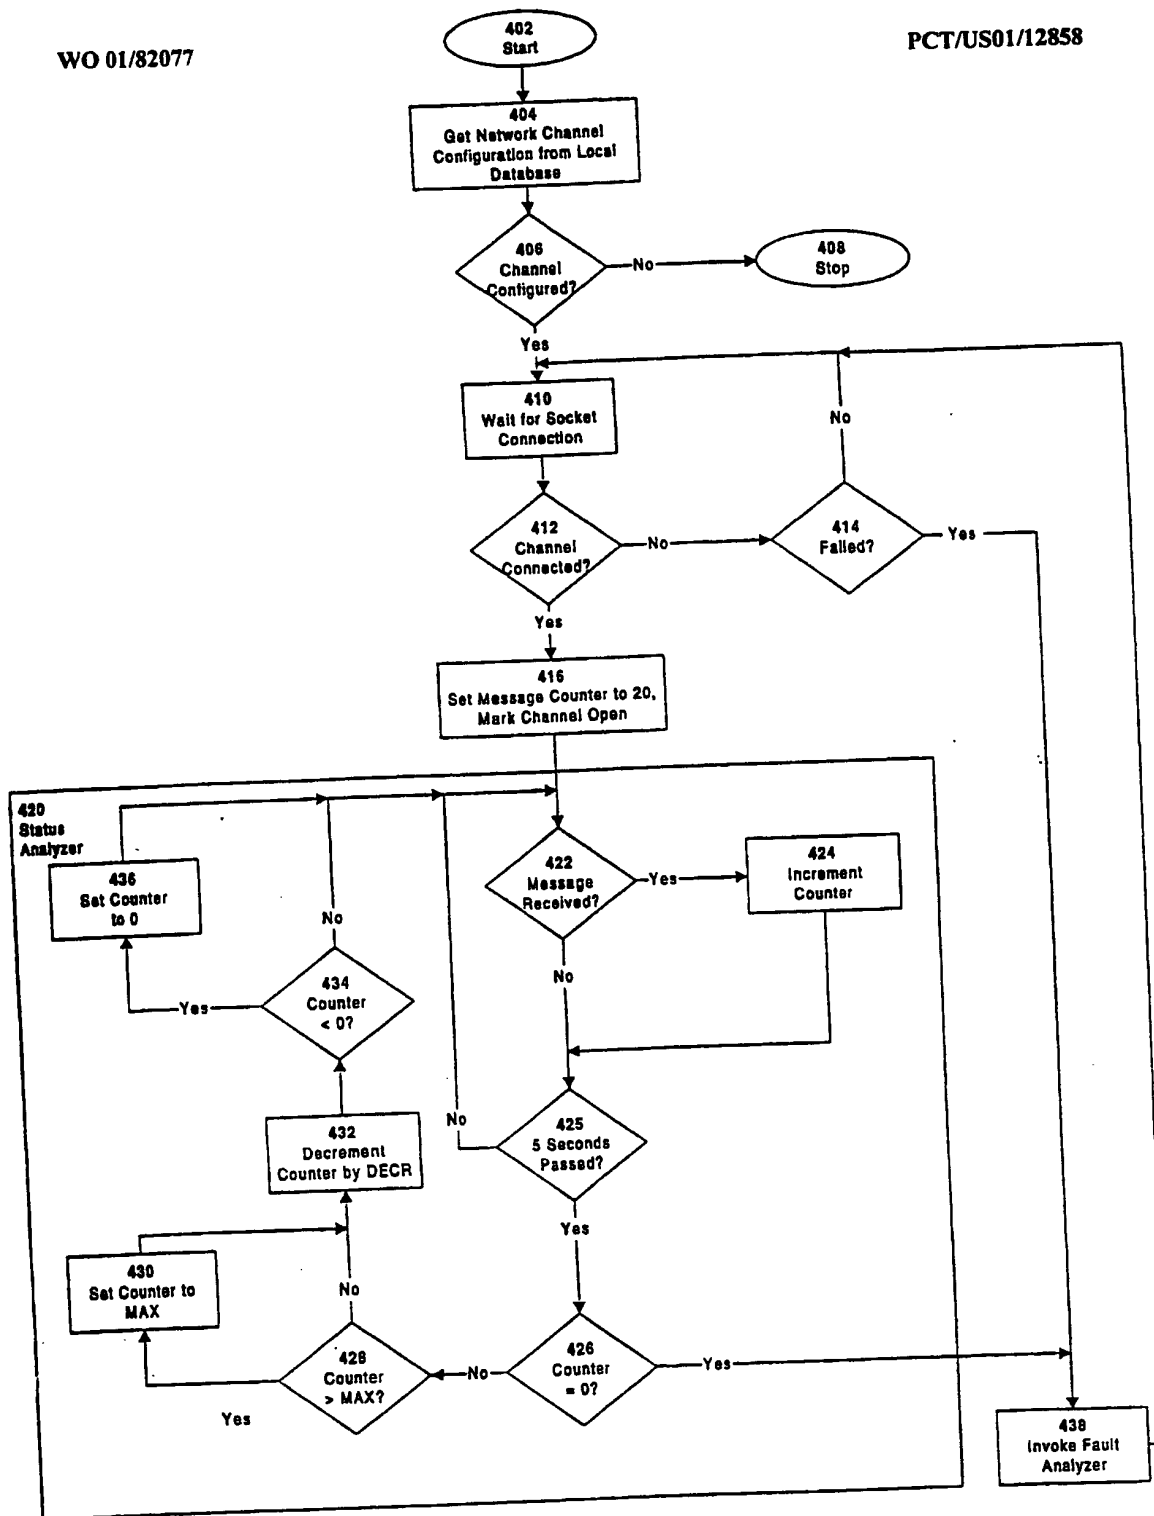 WO 01/82077
PCT/US01/12858
402
Start
404
Get Network Channel
Configuration from Local
Database
406
Channel
Configured?
No
408
Stop
Yes
410
Wait for Socket
Connection
No
412
Channel
Connected?
No
414
Failed?
Yes
Yes
416
Set Message Counter to 20,
Mark Channel Open
420
Status
Analyzer
422
Message
Received?
Yes
424
Increment
Counter
436
Set Counter
to 0
No
No
434
Counter
< 0?
Yes
No
425
5 Seconds
Passed?
432
Decrement
Counter by DECR
Yes
430
Set Counter to
MAX
No
428
Counter
> MAX?
No
426
Counter
= 0?
Yes
Yes
438
Invoke Fault
Analyzer